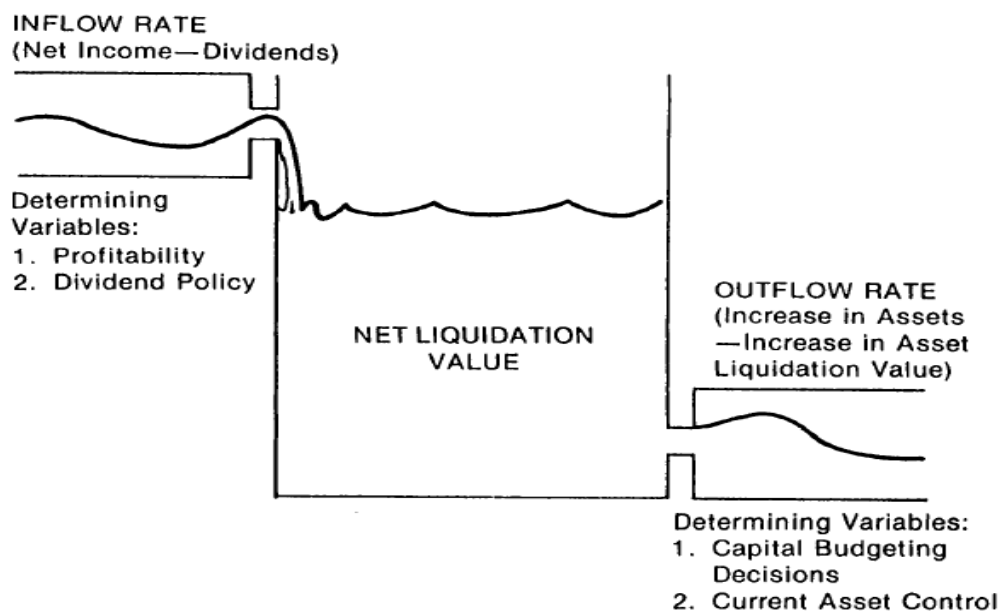 INFLOW RATE
(Net Income—Dividends)
Determining
Variables:
1. Profitability
2. Dividend Policy
NET LIQUIDATION
VALUE
OUTFLOW RATE
(Increase in Assets
—Increase in Asset
Liquidation Value)
Determining Variables:
1. Capital Budgeting
Decisions
2. Current Asset Control